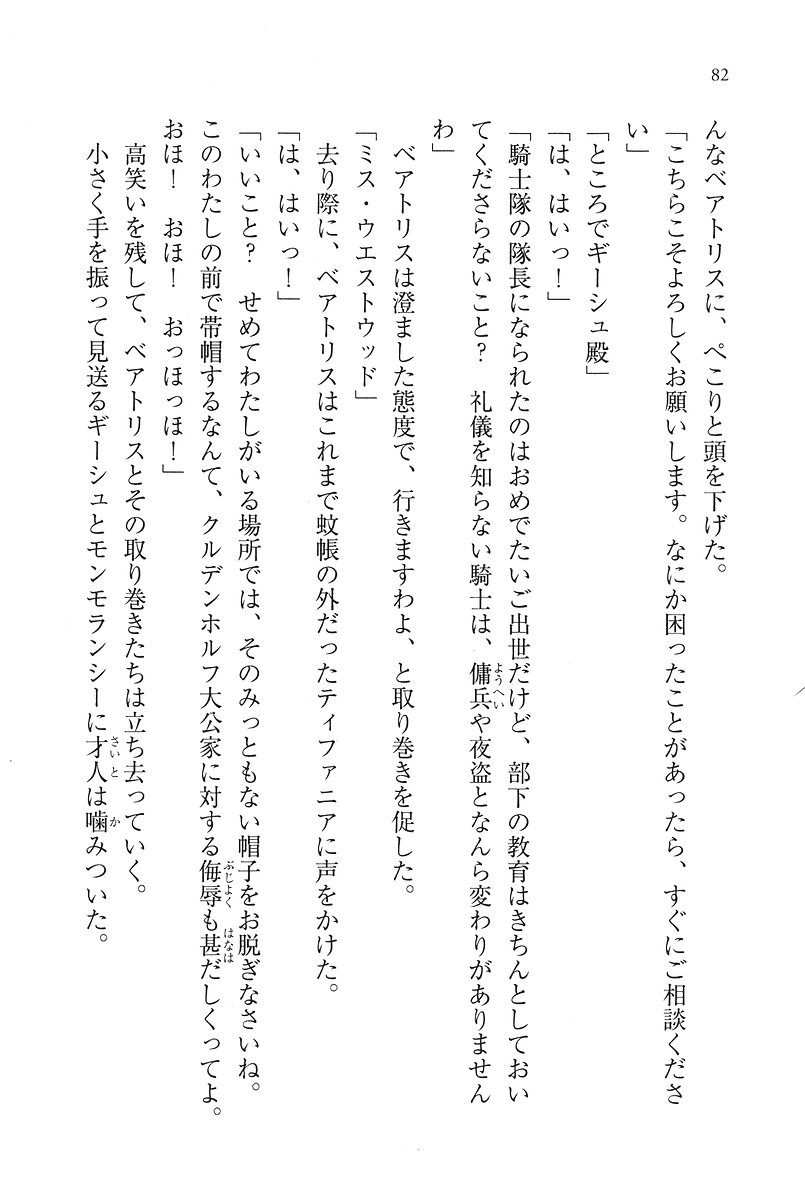 82
んなベアトリスに、ぺこりと頭を下げた。
「こちらこそよろしくお願いします。なにか困ったことがあったら、すぐにご相談くださ
い」
「ところでギーシュ殿」
「は、はいっ！」
「騎士隊の隊長になられたのはおめでたいご出世だけど、部下の教育はきちんとしておい
てくださらないこと？　礼儀を知らない騎士は、傭兵や夜盗となんら変わりがありません
ようへい
わ」
ベアトリスは澄ました態度で、行きますわよ、と取り巻きを促した。
「ミス・ウエストウッド」
去り際に、ベアトリスはこれまで蚊帳の外だったティファニアに声をかけた。
「は、はいっ！」
「いいこと？　せめてわたしがいる場所では、そのみっともない帽子をお脱ぎなさいね。
このわたしの前で帯帽するなんて、クルデンホルフ大公家に対する侮辱も甚だしくってよ。
ぶじよく
はなは
おほ！　おほ！　おっほっほ！」
高笑いを残して、ベアトリスとその取り巻きたちは立ち去っていく。
小さく手を振って見送るギーシュとモンモランシーに才人は噛みついた。
さいと
か